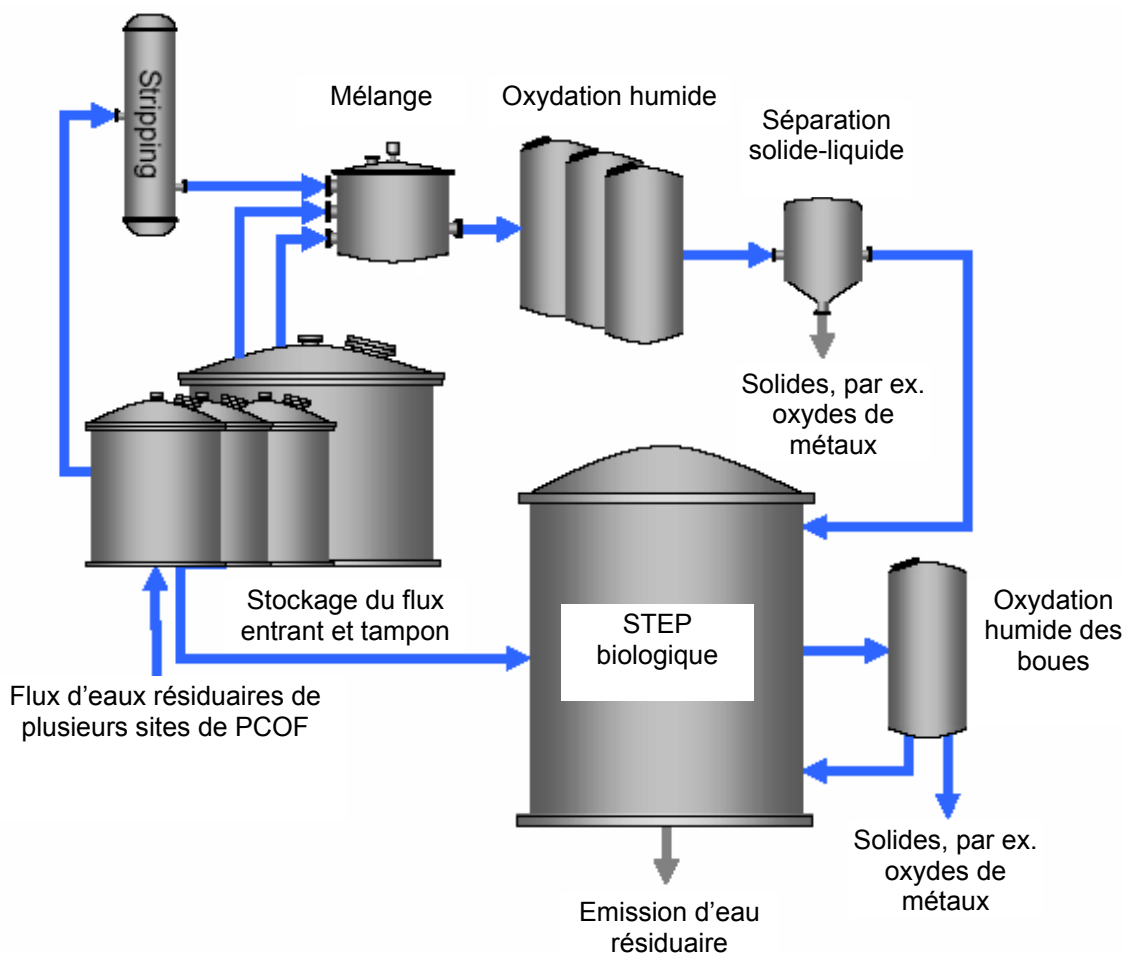 Stripping
Mélange
Oxydation humide
Séparation
solide-liquide
Solides, par ex.
oxydes de
métaux
Stockage du flux
entrant et tampon
STEP
biologique
Oxydation
humide des
boues
Flux d’eaux résiduaires de
plusieurs sites de PCOF
Solides, par ex.
oxydes de
métaux
Emission d’eau
résiduaire